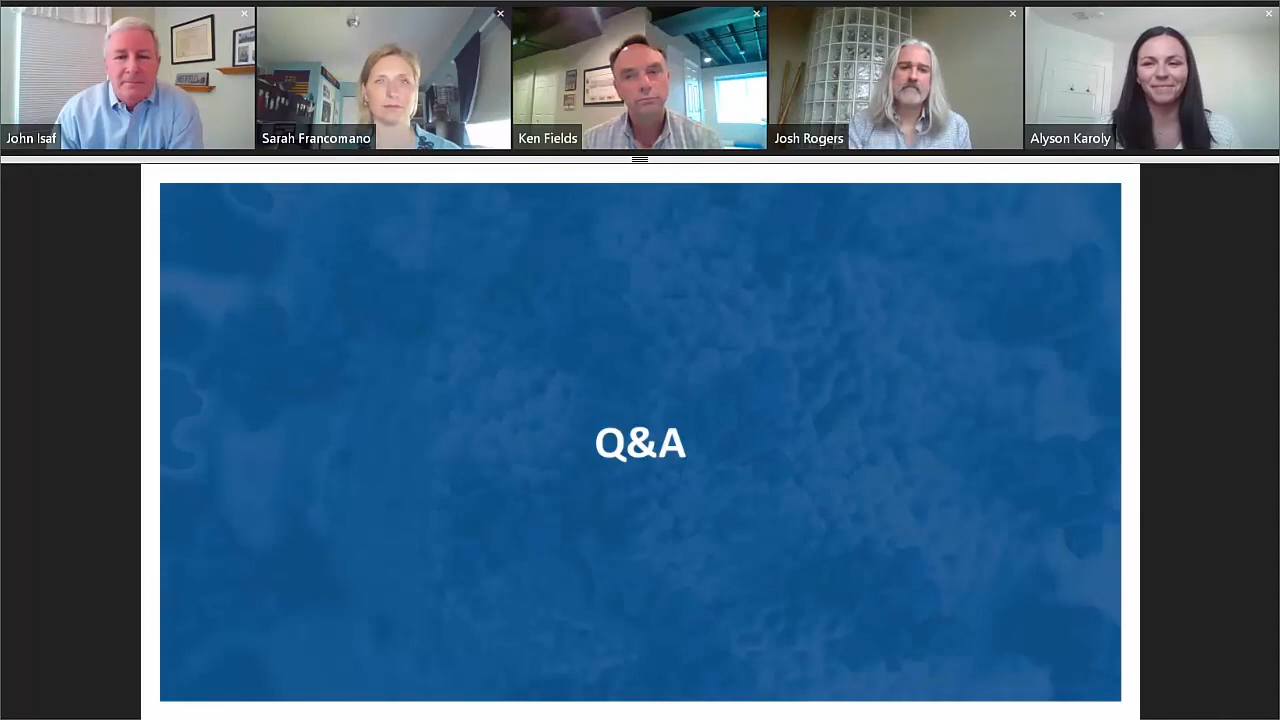 John Isaf
Sarah Francomano
Ken Fields
Josh Rogers
Alyson Karoly
Q&A